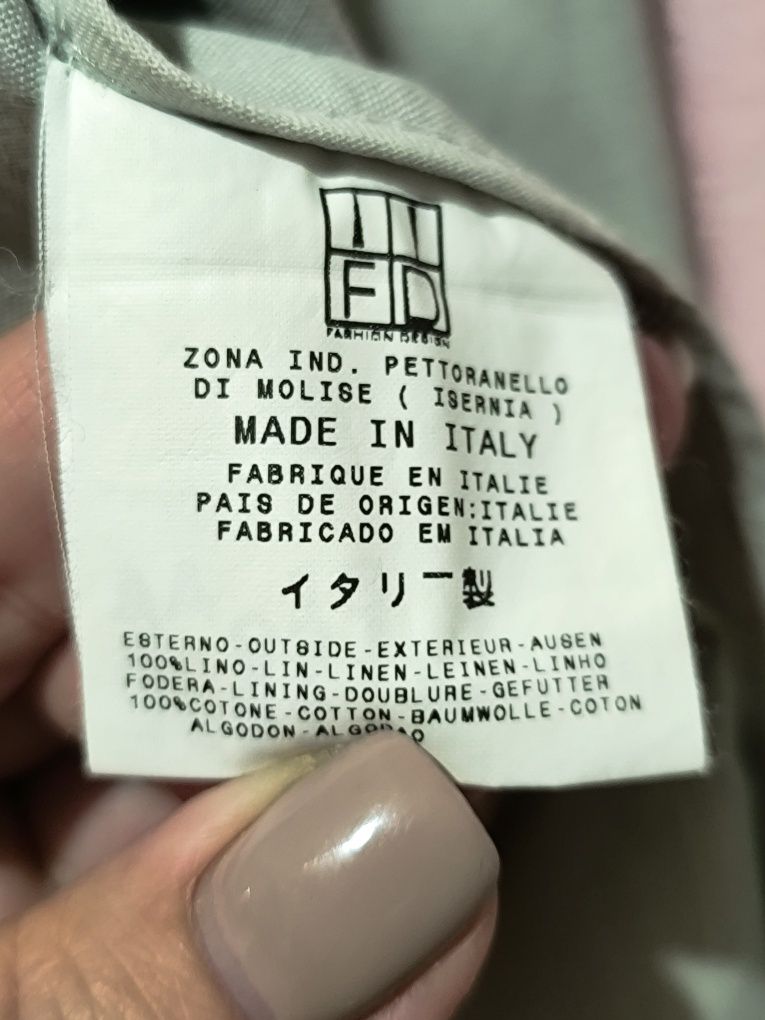 FD
FASHION DESIGN
ZONA IND. PETTORANELLO
DI MOLISE ( ISERNIA )
MADE IN ITALY
FABRIQUE EN ITALIE
PAIS DE ORIGEN:ITALIE
FABRICADO EM ITALIA
イタリー製
ESTERNO-OUTSIDE-EXTERIEUR-AUSEN
100%LINO-LIN-LINEN-LEINEN-LINHO
FODERA-LINING-DOUBLURE-GEFUTTER
100%COTONE-COTTON-BAUMWOLLE-COTON
ALGODON-ALGODAO